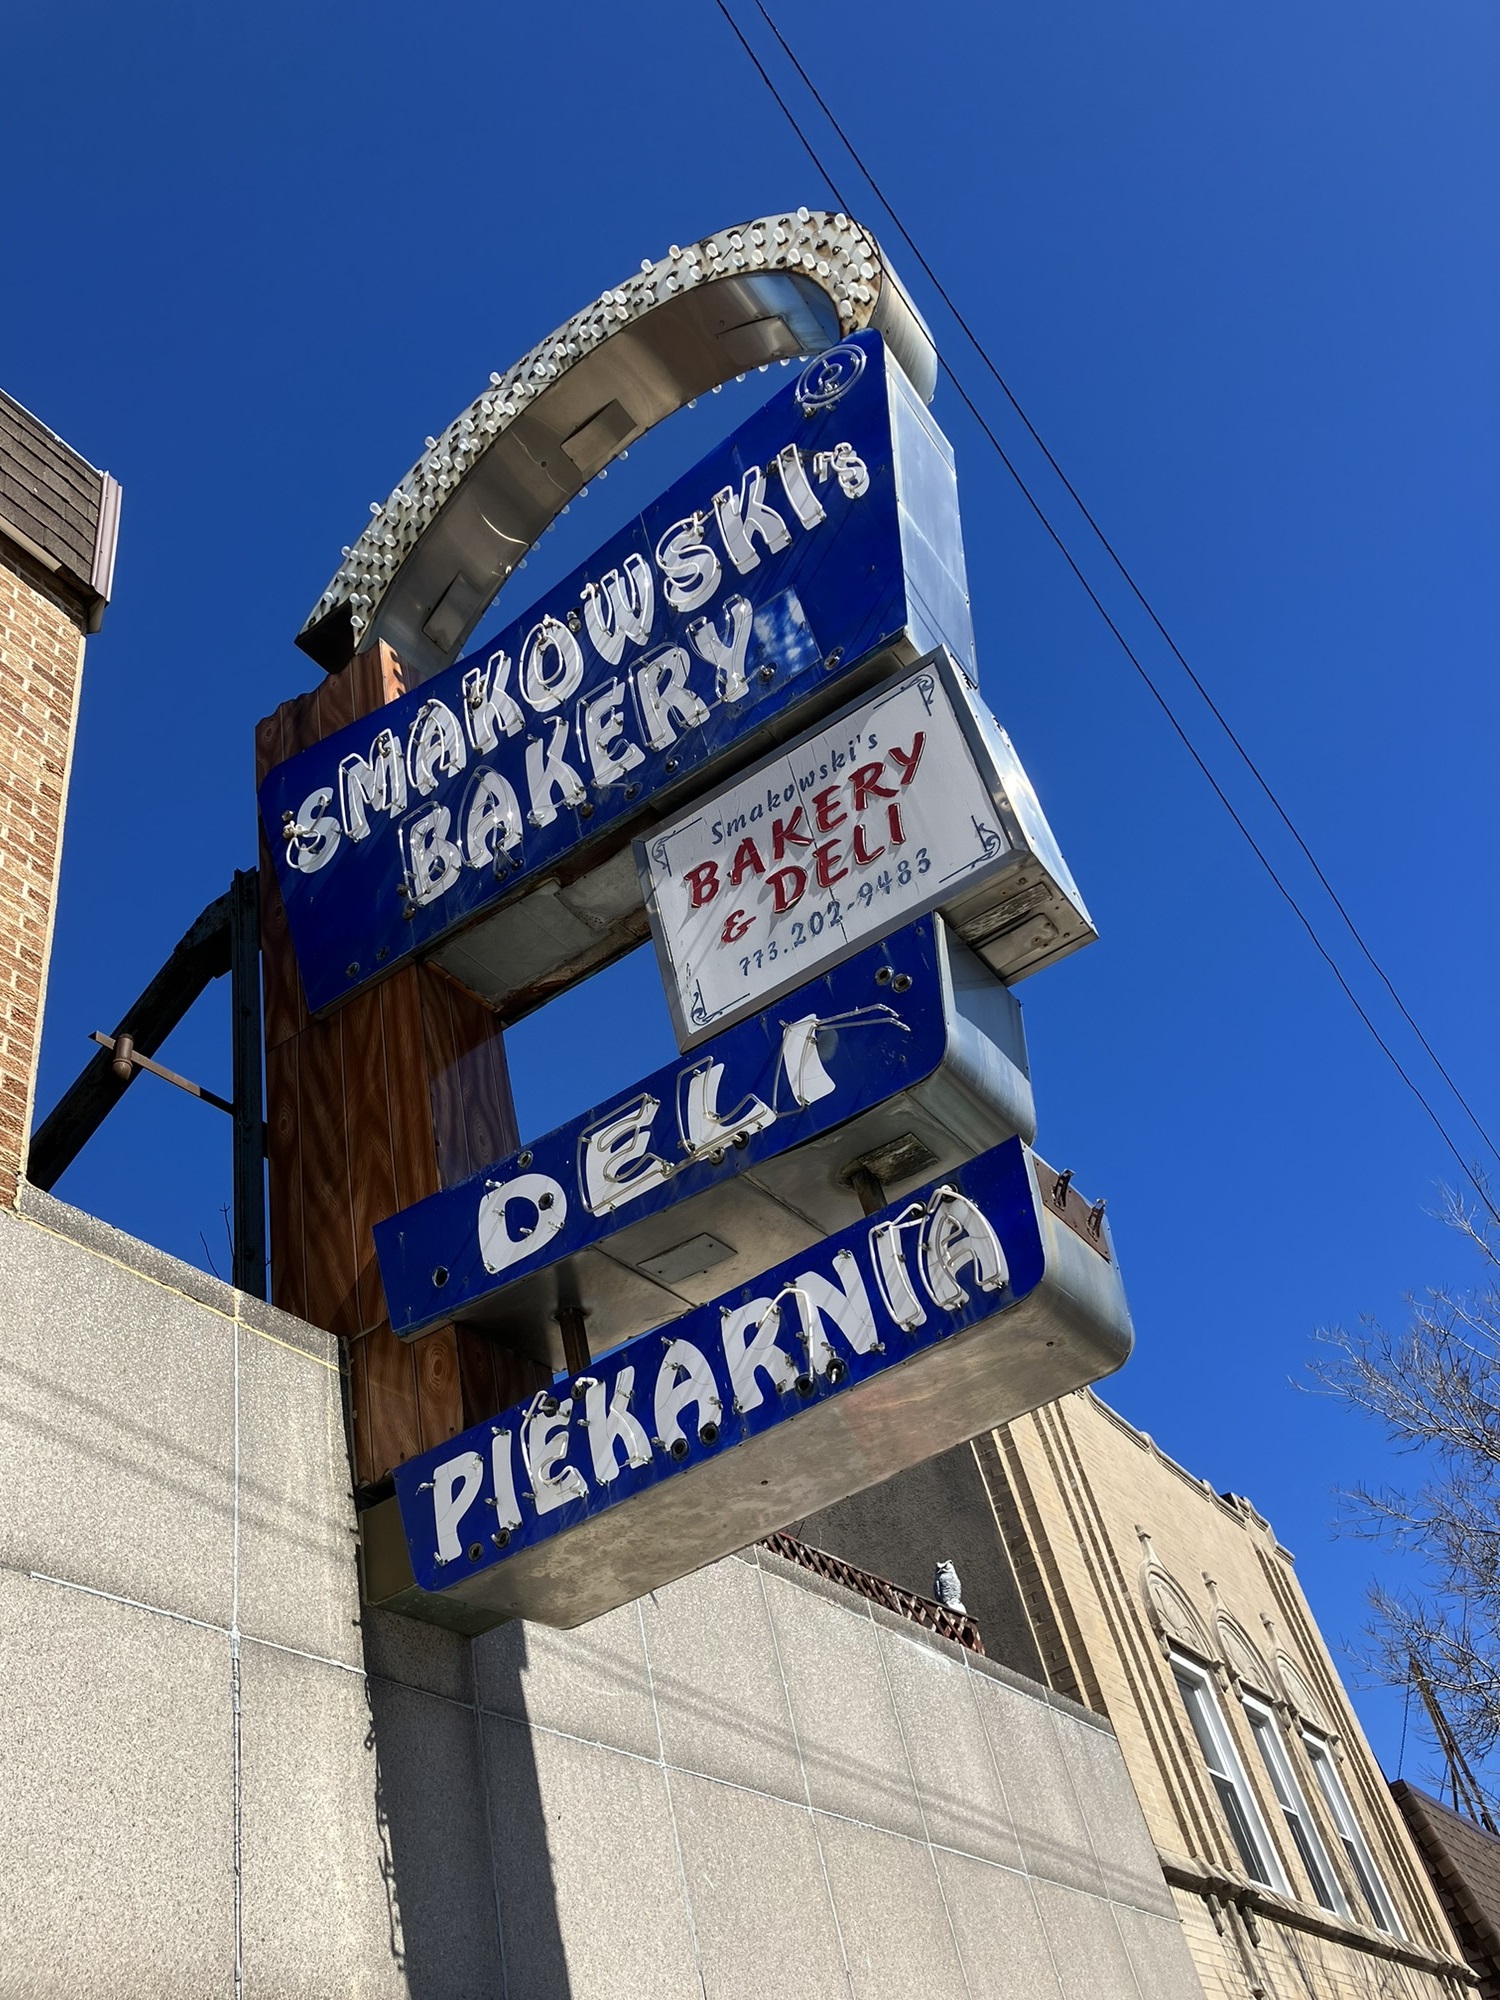 SMAKOWSKI'S
BAKERY
Smakowski's
BAKERY
& DELI
773.202-9483
DELI
PIEKARNIA